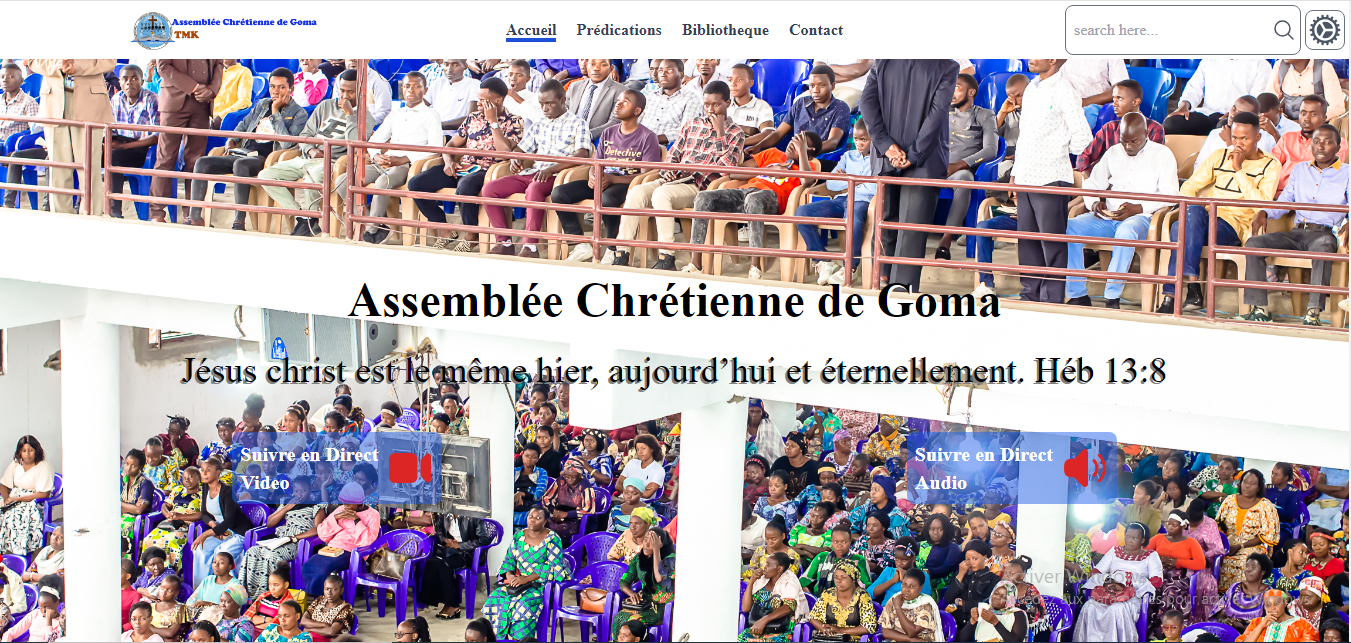 Assemblée Chrétienne de Goma
TMK
Accueil Prédications Bibliotheque Contact
search here...
Detective
Assemblée Chrétienne de Goma
Jésus christ est le même hier, aujourd’hui et éternellement. Héb 13:8
Suivre en Direct
Video
Suivre en Direct
Audio